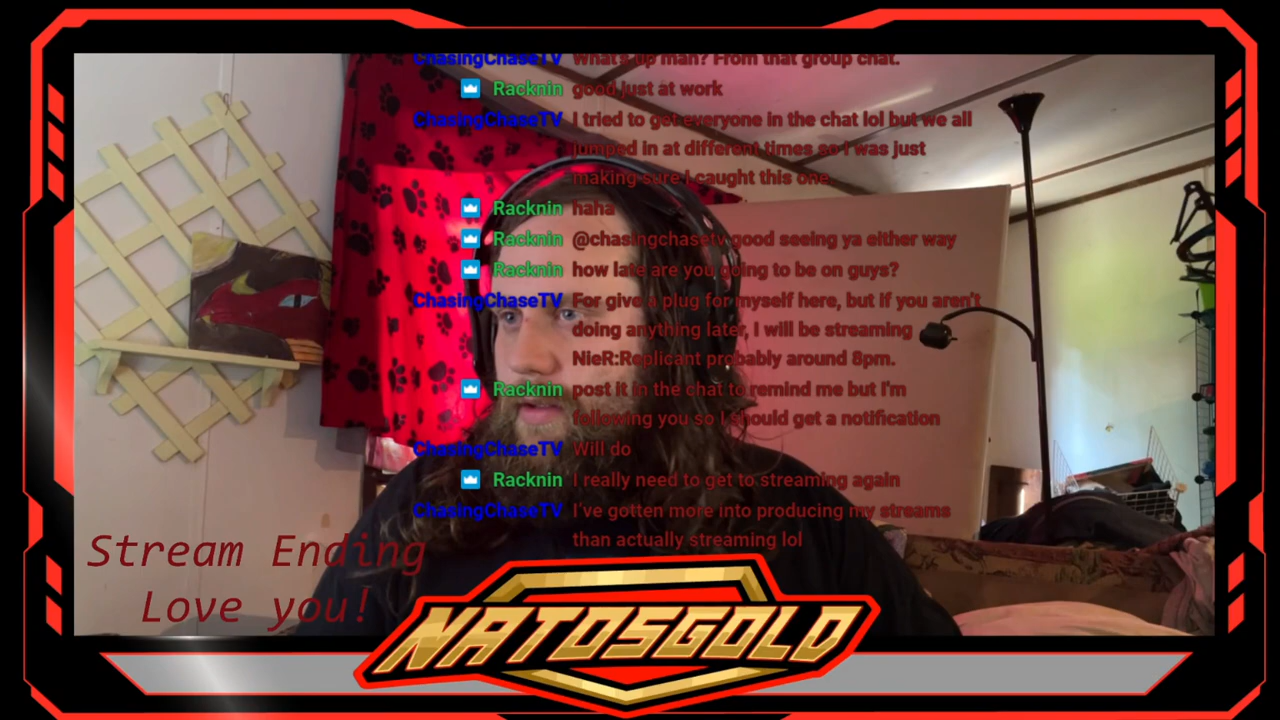 ChasingChaseTV What's up man? From that group chat.
Racknin good just at work
ChasingChaseTV I tried to get everyone in the chat lol but we all
jumped in at different times so I was just
making sure I caught this one.
Racknin haha
Racknin @chasingchasetv good seeing ya either way
Racknin how late are you going to be on guys?
ChasingChaseTV For give a plug for myself here, but if you aren't
doing anything later, I will be streaming
NieR:Replicant probably around 8pm.
Racknin post it in the chat to remind me but I'm
following you so I should get a notification
ChasingChaseTV Will do
Racknin I really need to get to streaming again
ChasingChaseTV I've gotten more into producing my streams
than actually streaming lol
Stream Ending
Love you!
NATOSGOLD